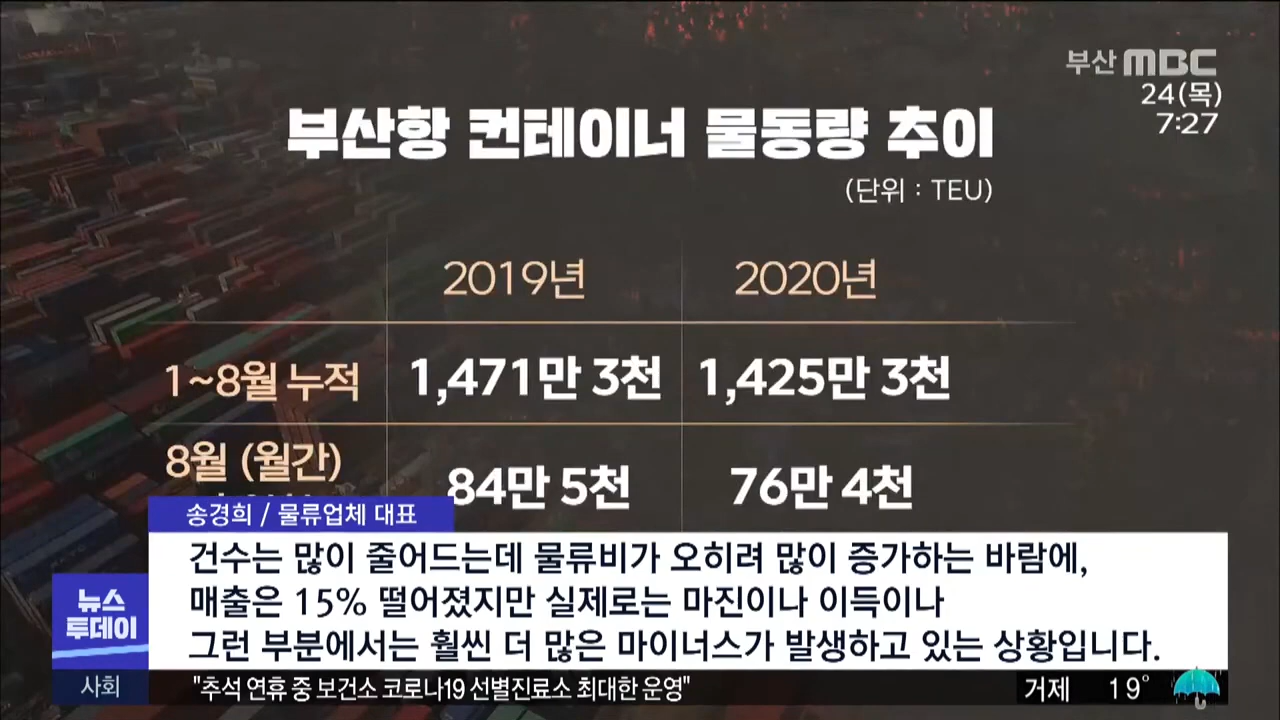 부산 MBC
24(목)
7:27
부산항 컨테이너 물동량 추이
(단위 : TEU)
2019년 2020년
1~8월 누적 1,471만 3천 1,425만 3천
8월 (월간) 84만 5천 76만 4천
송경희 / 물류업체 대표
건수는 많이 줄어드는데 물류비가 오히려 많이 증가하는 바람에,
매출은 15% 떨어졌지만 실제로는 마진이나 이득이나
그런 부분에서는 훨씬 더 많은 마이너스가 발생하고 있는 상황입니다.
뉴스
투데이
사회 "추석 연휴 중 보건소 코로나19 선별진료소 최대한 운영" 거제 19°